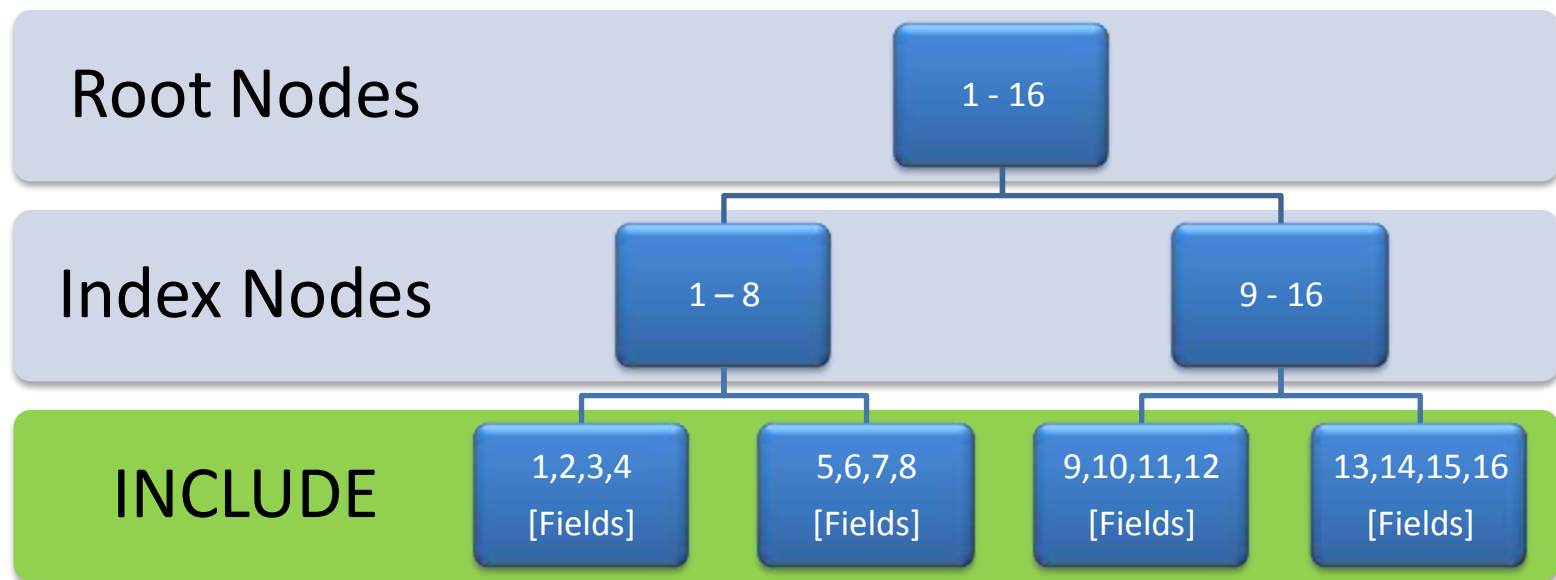 Root Nodes
1 - 16
Index Nodes
1 – 8
9 - 16
INCLUDE
1,2,3,4
[Fields]
5,6,7,8
[Fields]
9,10,11,12
[Fields]
13,14,15,16
[Fields]